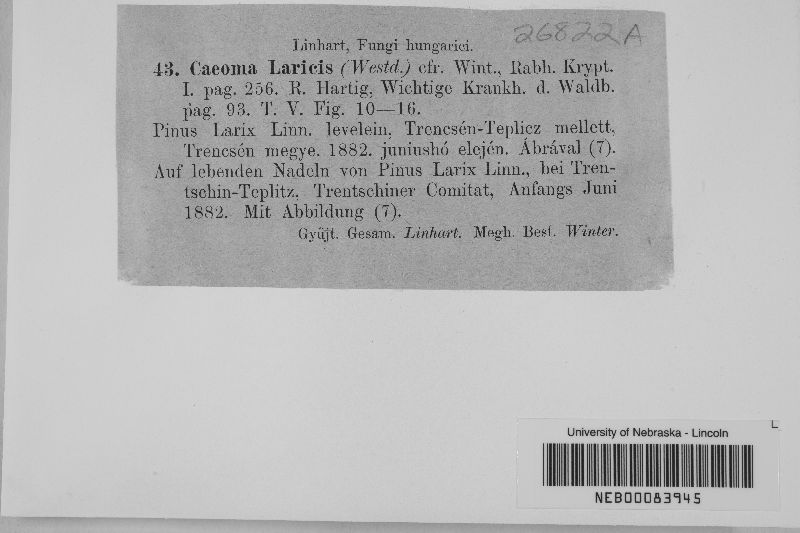 26822A
Linhart, Fungi hungarici.
43. Caeoma Laricis (Westd.) cfr. Wint., Rabh. Krypt.
I. pag. 256. R. Hartig, Wichtige Krankh. d. Waldb.
pag. 93. T. V. Fig. 10—16.
Pinus Larix Linn. levelein, Trencsén-Teplicz mellett,
Trencsén megye. 1882. juniushó elején. Ábrával (7).
Auf lebenden Nadeln von Pinus Larix Linn., bei Tren-
tschin-Teplitz, Trentschiner Comitat, Anfangs Juni
1882. Mit Abbildung (7).
Gyüjt. Gesam. Linhart. Megh. Best. Winter.
L
University of Nebraska - Lincoln
NEB00083945